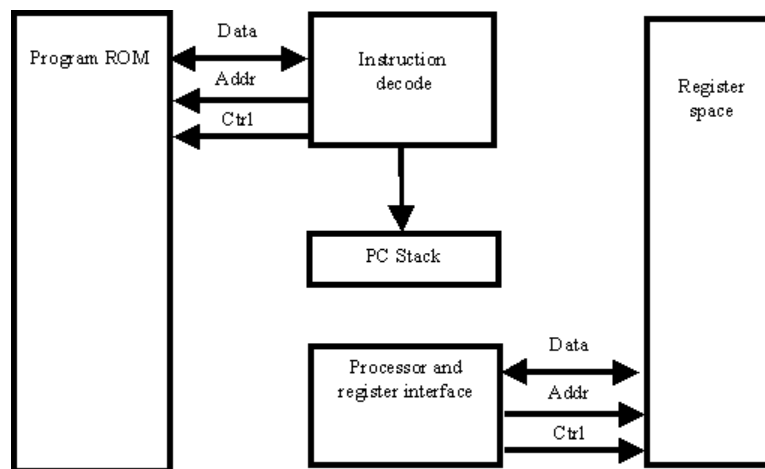 Program ROM
Data
Addr
Ctrl
Instruction
decode
Register
space
PC Stack
Processor and
register interface
Data
Addr
Ctrl